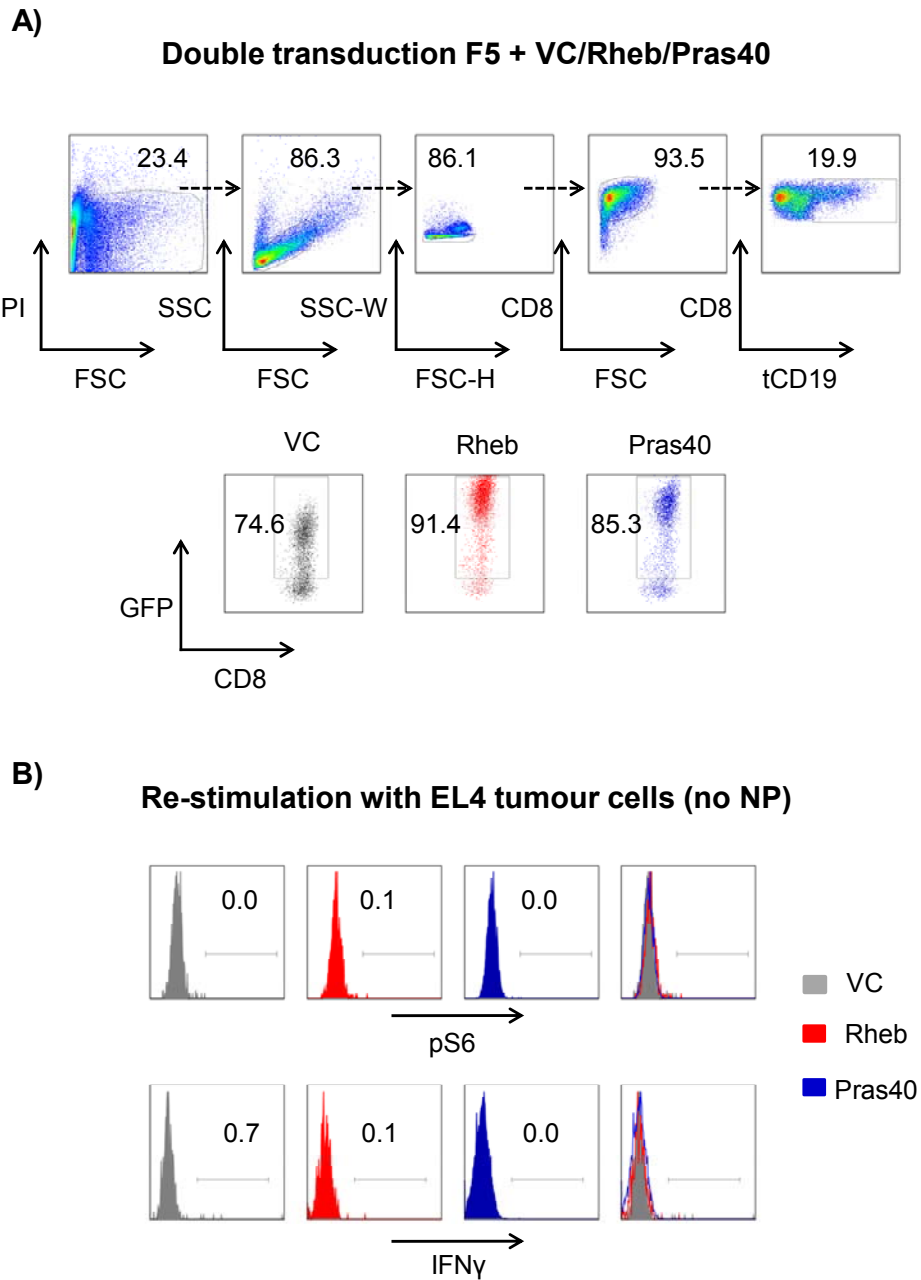 A)
Double transduction F5 + VC/Rheb/Pras40
23.4 86.3 86.1 93.5 19.9
PI SSC SSC-W CD8 CD8
FSC FSC FSC-H FSC tCD19
VC Rheb Pras40
74.6 91.4 85.3
GFP
CD8
B)
Re-stimulation with EL4 tumour cells (no NP)
0.0 0.1 0.0
pS6
VC
Rheb
Pras40
0.7 0.1 0.0
IFNγ